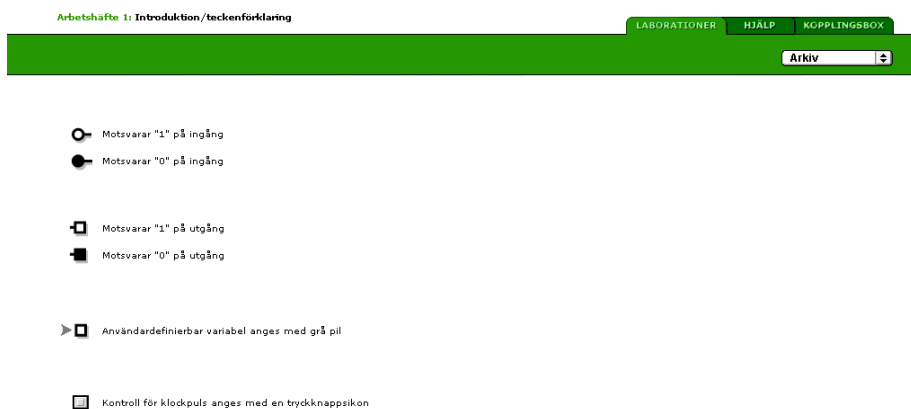 Arbetshäfte 1: Introduktion/teckenförklaring
LABORATIONER HJÄLP KOPPLINGSBOX
Arkiv
Motsvarar "1" på ingång
Motsvarar "0" på ingång
Motsvarar "1" på utgång
Motsvarar "0" på utgång
Användardefinierbar variabel anges med grå pil
Kontroll för klockpuls anges med en tryckknappsikon